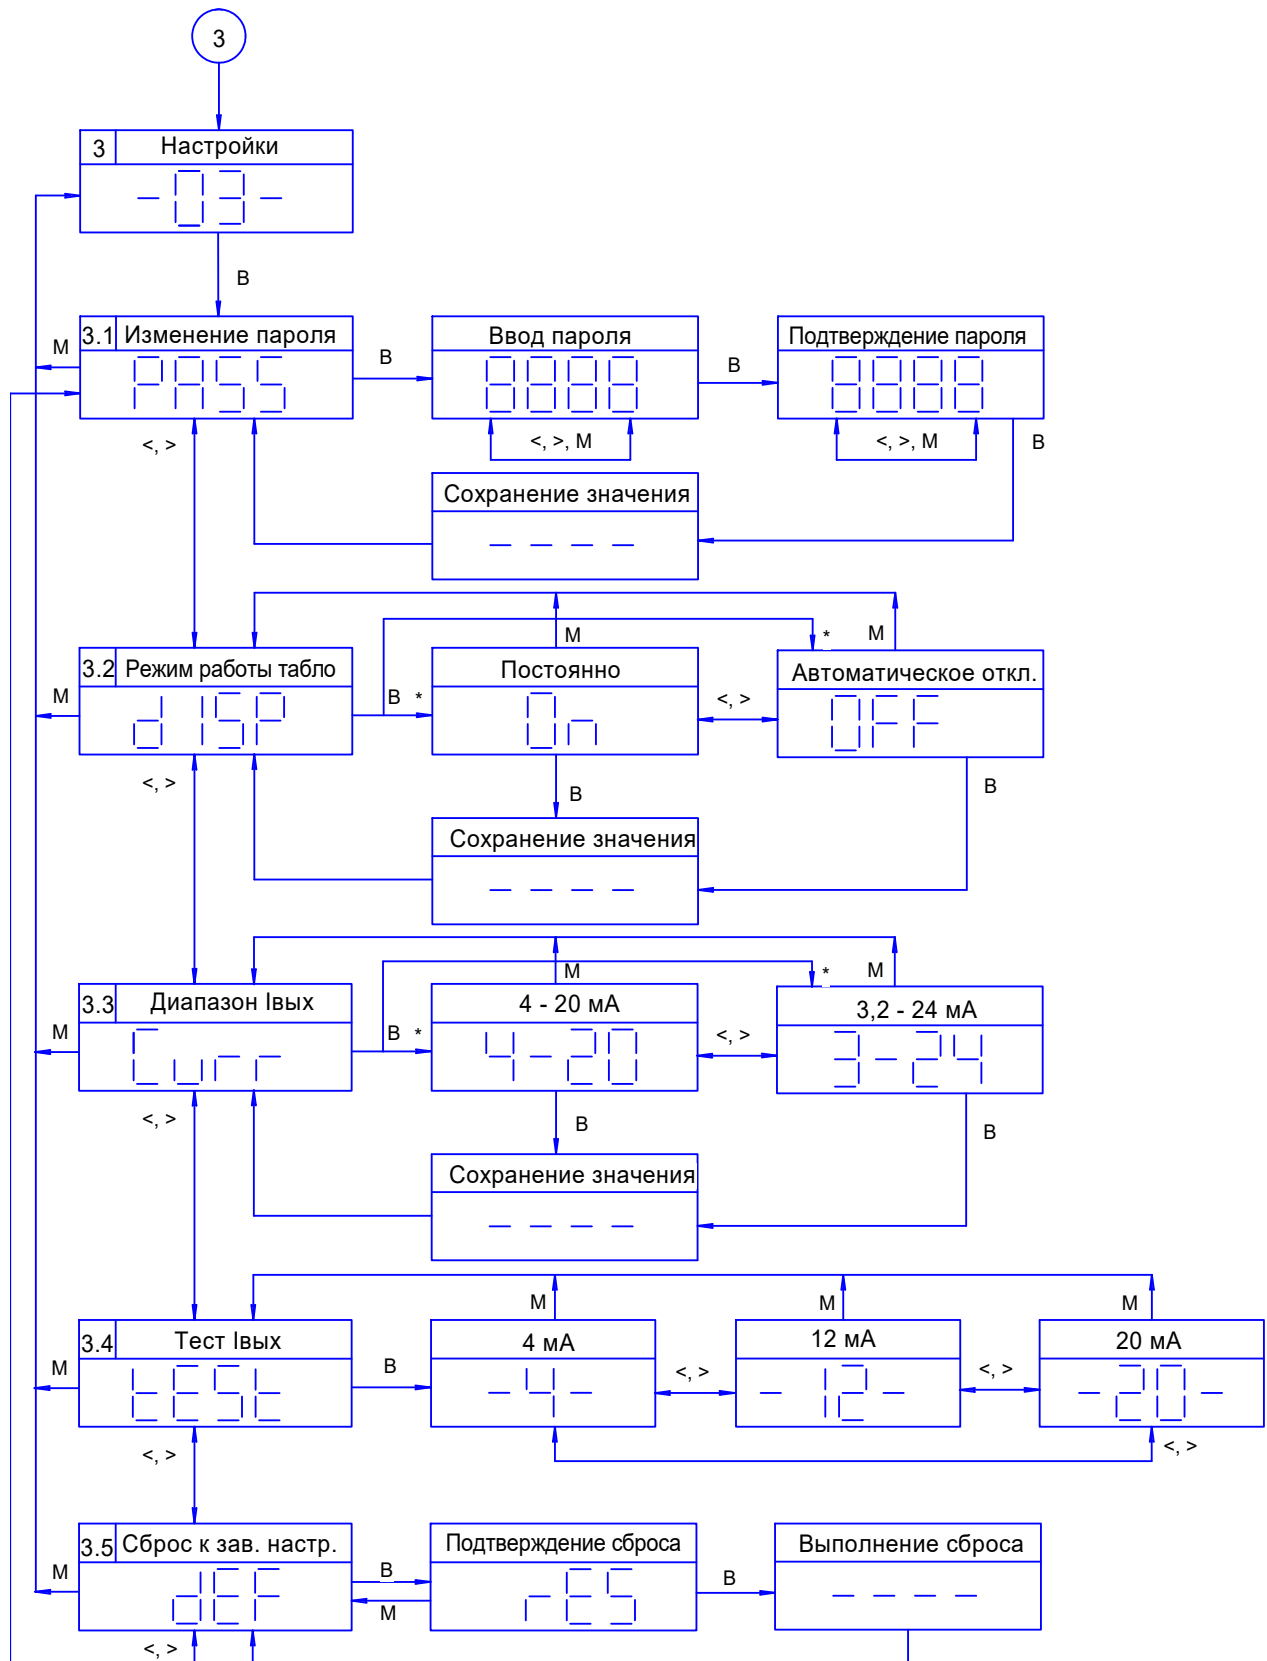 3
3 Настройки
-03-
В
3.1 Изменение пароля
PASS
М
В
Ввод пароля
8888
<, >, М
В
Подтверждение пароля
8888
<, >, М
В
<, >
Сохранение значения
- - - -
3.2 Режим работы табло
dISP
М
В *
М
Постоянно
On
<, >
* М
Автоматическое откл.
OFF
В
В
<, >
Сохранение значения
- - - -
3.3 Диапазон Iвых
Curr
М
В *
М
4 - 20 мА
4-20
<, >
* М
3,2 - 24 мА
3-24
В
В
<, >
Сохранение значения
- - - -
3.4 Тест Iвых
tESt
М
В
М
4 мА
-4-
<, >
М
12 мА
- 12-
<, >
М
20 мА
-20-
<, >
<, >
3.5 Сброс к зав. настр.
dEF
М
В
М
Подтверждение сброса
rES
В
Выполнение сброса
- - - -
<, >